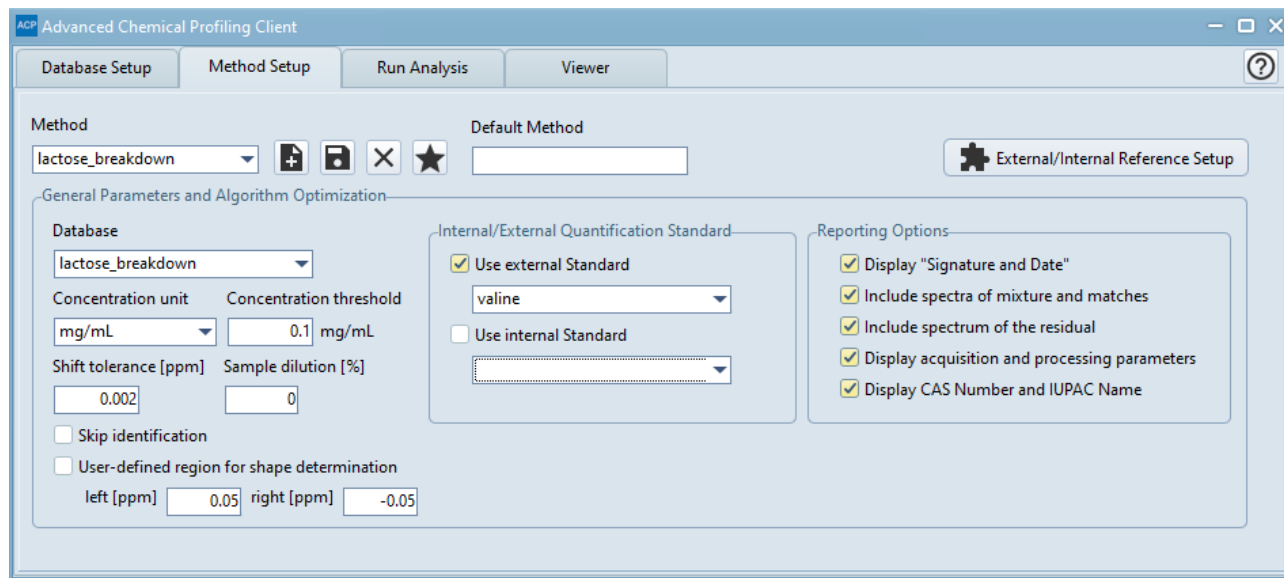 ACP Advanced Chemical Profiling Client
Database Setup
Method Setup
Run Analysis
Viewer
Method
Default Method
lactose_breakdown
External/Internal Reference Setup
General Parameters and Algorithm Optimization
Database
lactose_breakdown
Concentration unit
Concentration threshold
mg/mL
0.1 mg/mL
Shift tolerance [ppm]
Sample dilution [%]
0.002
0
Skip identification
User-defined region for shape determination
left [ppm] 0.05 right [ppm] -0.05
Internal/External Quantification Standard
Use external Standard
valine
Use internal Standard
Reporting Options
Display "Signature and Date"
Include spectra of mixture and matches
Include spectrum of the residual
Display acquisition and processing parameters
Display CAS Number and IUPAC Name